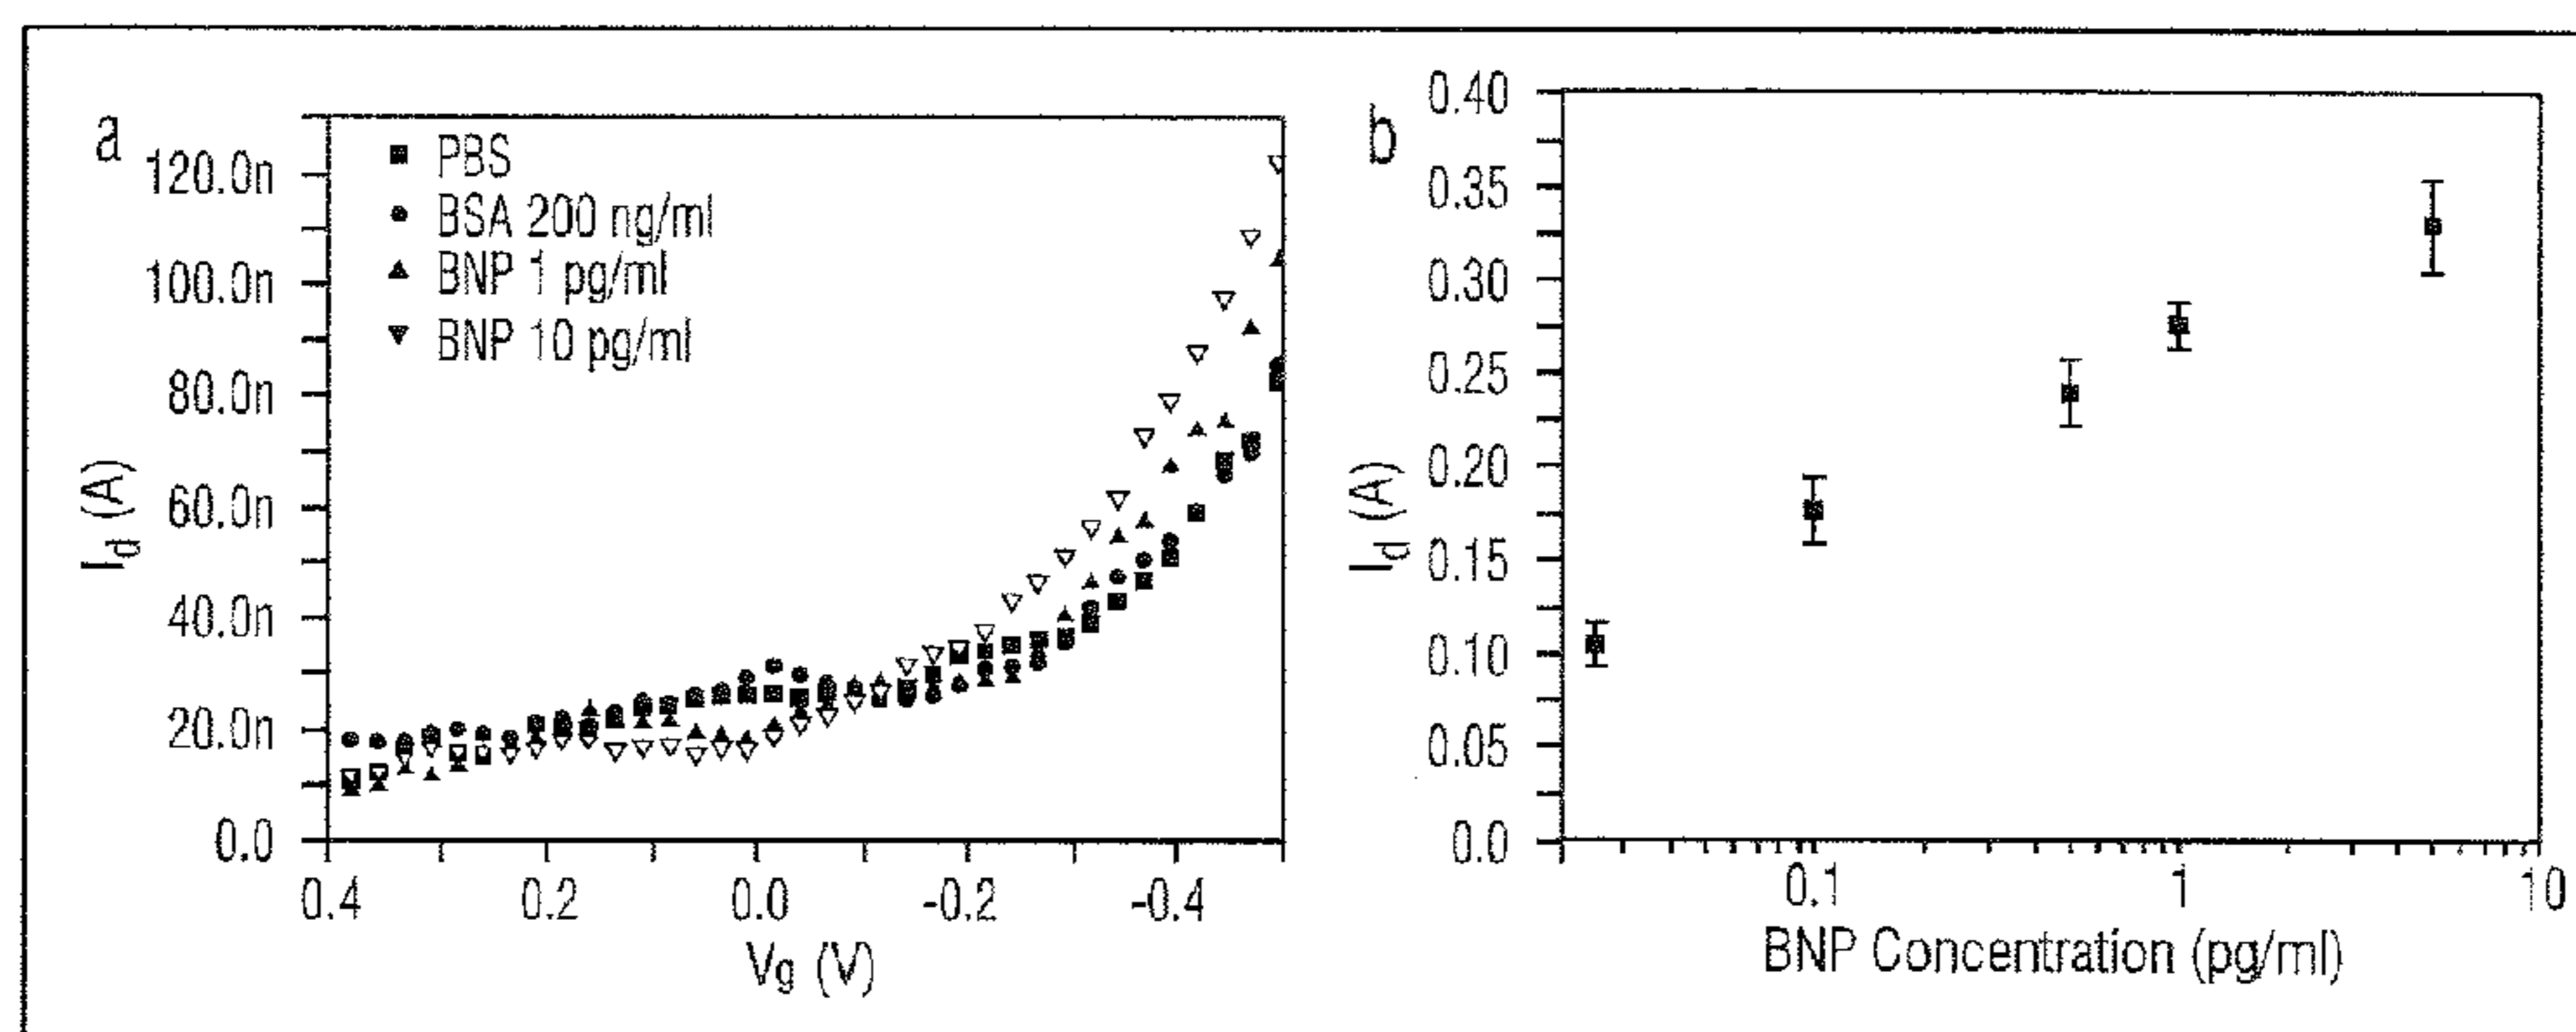 a
120.0n
100.0n
80.0n
60.0n
40.0n
20.0n
0.0
I_d (A)
PBS
BSA 200 ng/ml
BNP 1 pg/ml
BNP 10 pg/ml
0.4 0.2 0.0 -0.2 -0.4
Vg (V)
b
0.40
0.35
0.30
0.25
0.20
0.15
0.10
0.05
0.0
I_d (A)
0.1 1 10
BNP Concentration (pg/ml)